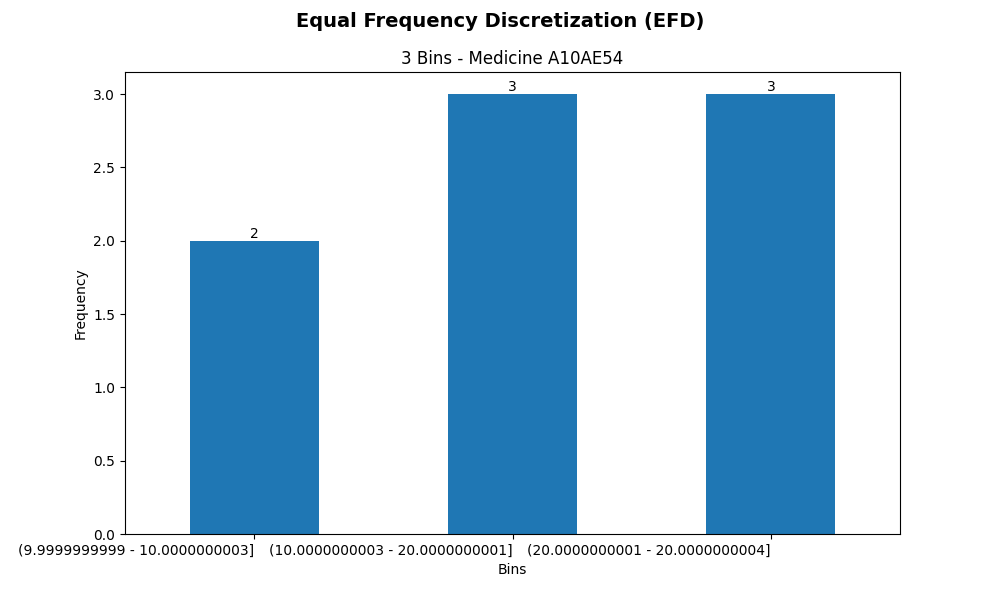 Equal Frequency Discretization (EFD)
3 Bins - Medicine A10AE54
3.0
2.5
2.0
1.5
1.0
0.5
0.0
Frequency
2
3
3
(9.9999999999 - 10.0000000003]
(10.0000000003 - 20.0000000001]
(20.0000000001 - 20.0000000004]
Bins